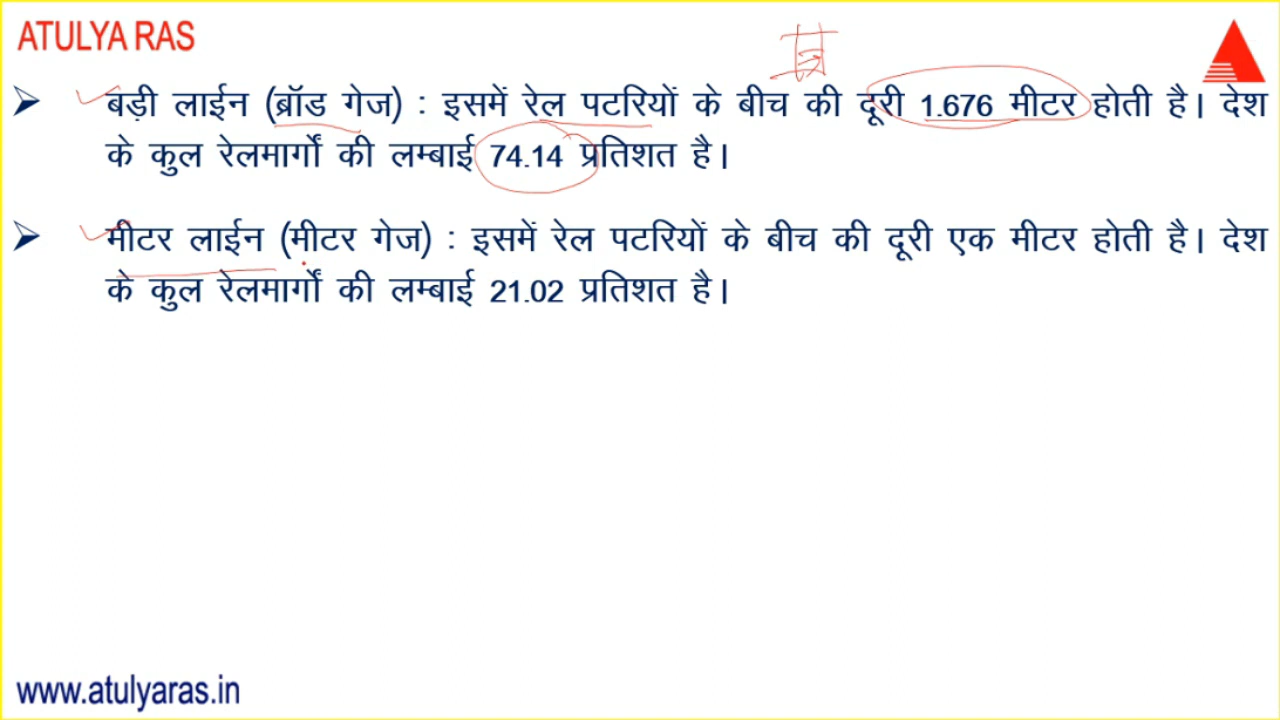 ATULYA RAS
➢ बड़ी लाईन (ब्रॉड गेज) : इसमें रेल पटरियों के बीच की दूरी 1.676 मीटर होती है। देश
के कुल रेलमार्गों की लम्बाई 74.14 प्रतिशत है।
➢ मीटर लाईन (मीटर गेज) : इसमें रेल पटरियों के बीच की दूरी एक मीटर होती है। देश
के कुल रेलमार्गों की लम्बाई 21.02 प्रतिशत है।
www.atulyaras.in